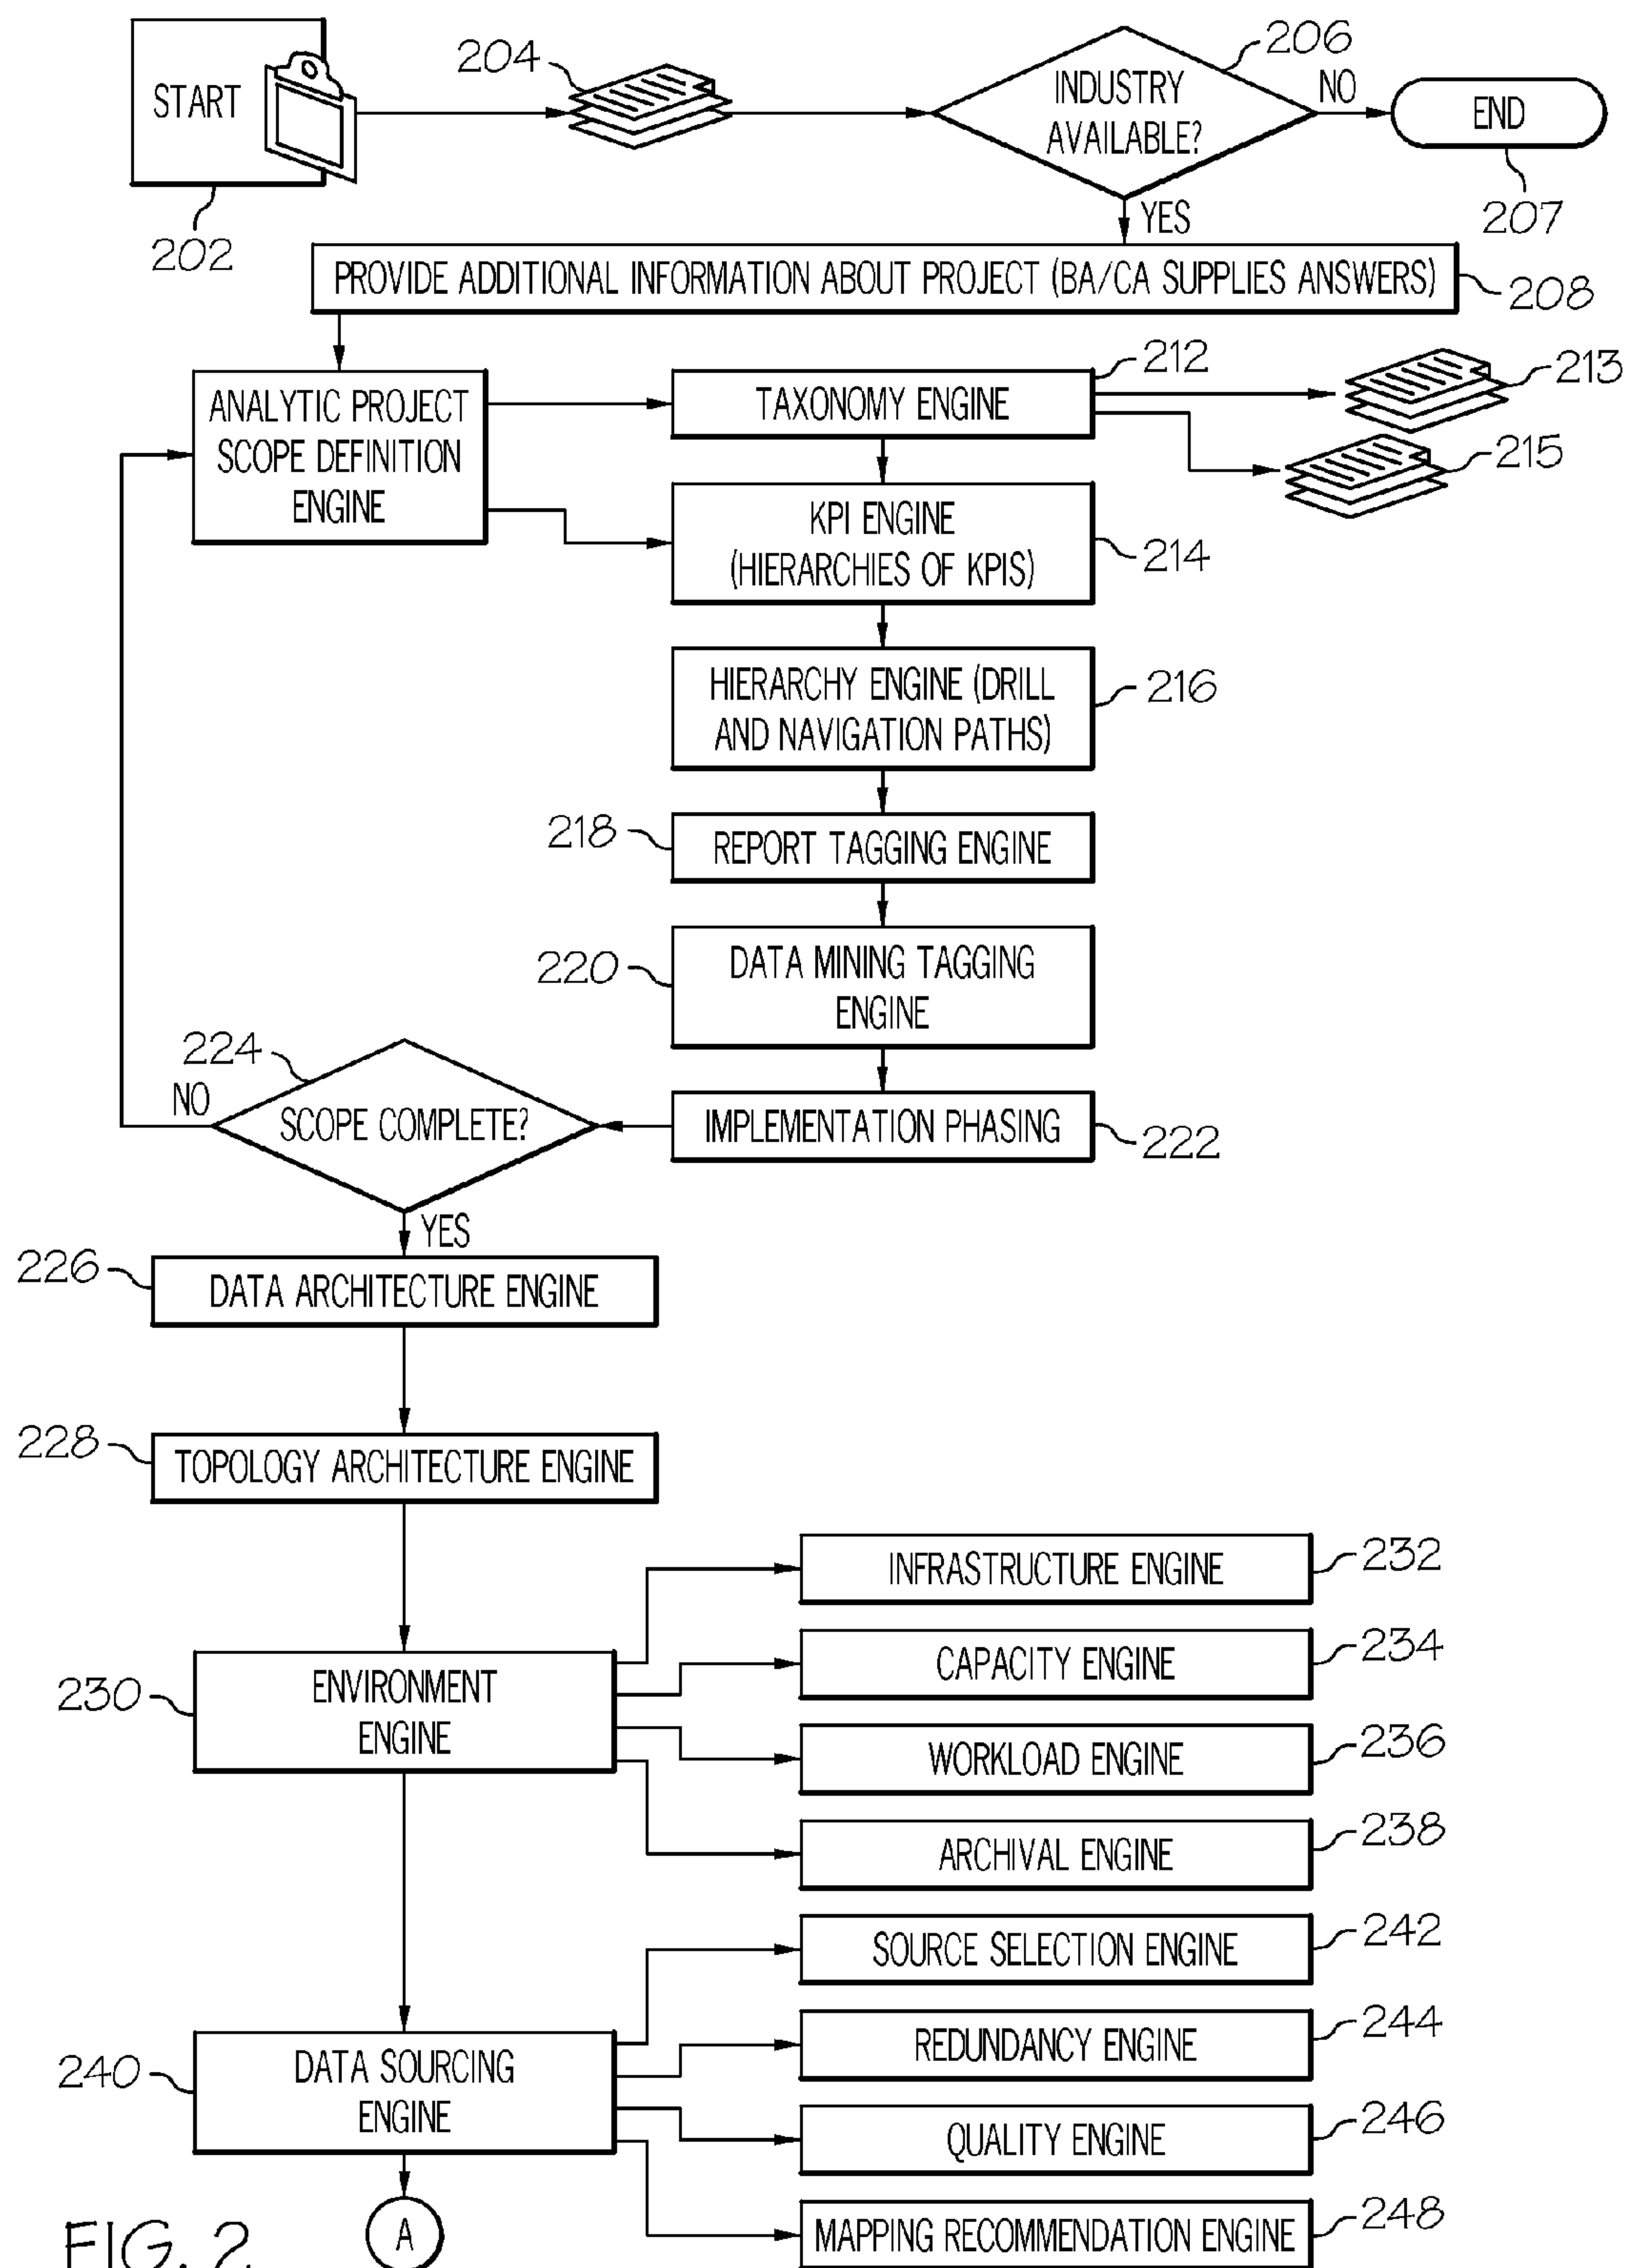 START
202
204
206
INDUSTRY
AVAILABLE?
NO
END
207
YES
PROVIDE ADDITIONAL INFORMATION ABOUT PROJECT (BA/CA SUPPLIES ANSWERS)
208
ANALYTIC PROJECT
SCOPE DEFINITION
ENGINE
TAXONOMY ENGINE
212
213
215
KPI ENGINE
(HIERARCHIES OF KPIS)
214
HIERARCHY ENGINE (DRILL
AND NAVIGATION PATHS)
216
218
REPORT TAGGING ENGINE
220
DATA MINING TAGGING
ENGINE
224
NO
SCOPE COMPLETE?
IMPLEMENTATION PHASING
222
YES
226
DATA ARCHITECTURE ENGINE
228
TOPOLOGY ARCHITECTURE ENGINE
INFRASTRUCTURE ENGINE
232
230
ENVIRONMENT
ENGINE
CAPACITY ENGINE
234
WORKLOAD ENGINE
236
ARCHIVAL ENGINE
238
SOURCE SELECTION ENGINE
242
240
DATA SOURCING
ENGINE
REDUNDANCY ENGINE
244
QUALITY ENGINE
246
MAPPING RECOMMENDATION ENGINE
248
A
FIG. 2